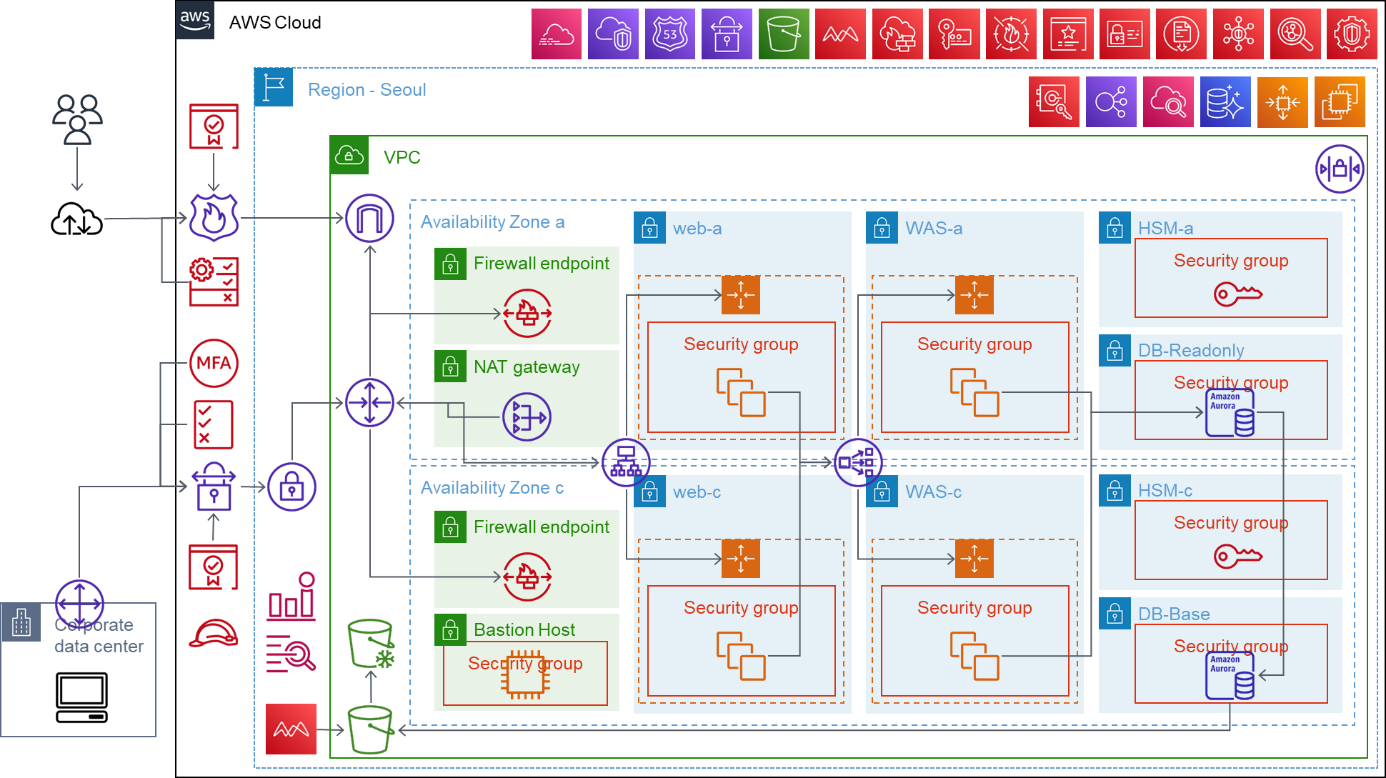 aws
AWS Cloud
53
Region - Seoul
VPC
Availability Zone a
web-a
WAS-a
HSM-a
Firewall endpoint
Security group
Security group
Security group
DB-Readonly
NAT gateway
Security group
Amazon
Aurora
MFA
Availability Zone c
web-c
WAS-c
HSM-c
Firewall endpoint
Security group
Security group
Security group
DB-Base
Corporate
data center
Bastion Host
Security group
Security group
Amazon
Aurora